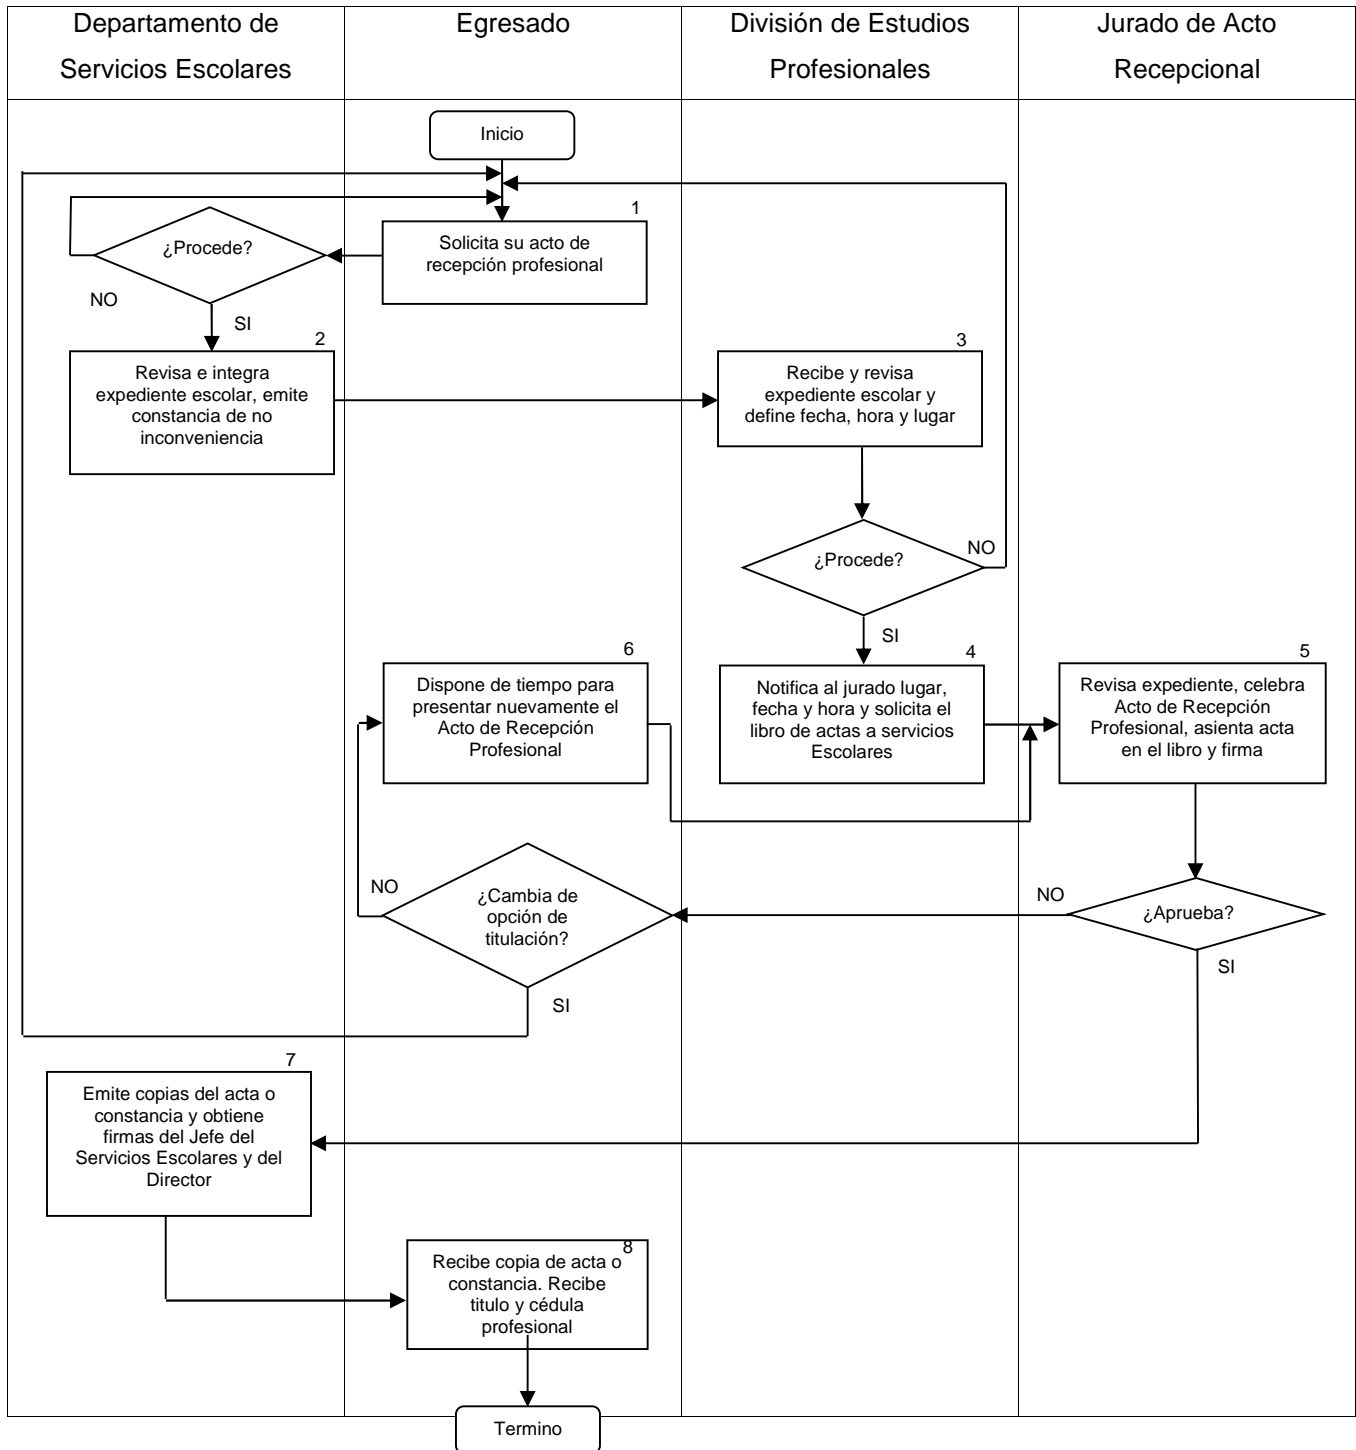 Departamento de
Servicios Escolares
Egresado
División de Estudios
Profesionales
Jurado de Acto
Recepcional
Inicio
1
Solicita su acto de
recepción profesional
¿Procede?
NO
SI
2
Revisa e integra
expediente escolar, emite
constancia de no
inconveniencia
3
Recibe y revisa
expediente escolar y
define fecha, hora y lugar
¿Procede?
NO
SI
4
Notifica al jurado lugar,
fecha y hora y solicita el
libro de actas a servicios
Escolares
5
Revisa expediente, celebra
Acto de Recepción
Profesional, asienta acta
en el libro y firma
6
Dispone de tiempo para
presentar nuevamente el
Acto de Recepción
Profesional
¿Aprueba?
NO
SI
¿Cambia de
opción de
titulación?
NO
SI
7
Emite copias del acta o
constancia y obtiene
firmas del Jefe del
Servicios Escolares y del
Director
8
Recibe copia de acta o
constancia. Recibe
titulo y cédula
profesional
Termino